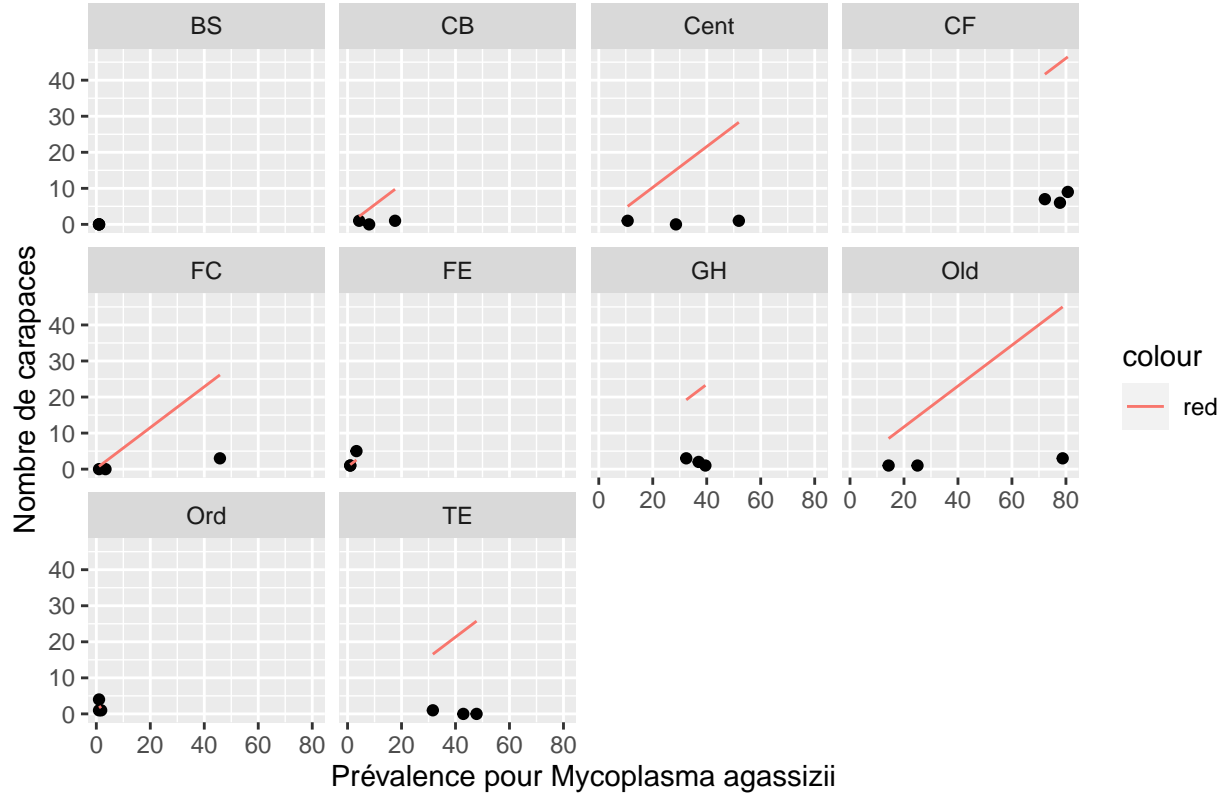 BS CB Cent CF
40
30
20
10
0
FC FE GH Old
40
30
20
10
0
0 20 40 60 80 0 20 40 60 80
Ord TE
40
30
20
10
0
0 20 40 60 80 0 20 40 60 80
Nombre de carapaces
Prévalence pour Mycoplasma agassizii
colour
red